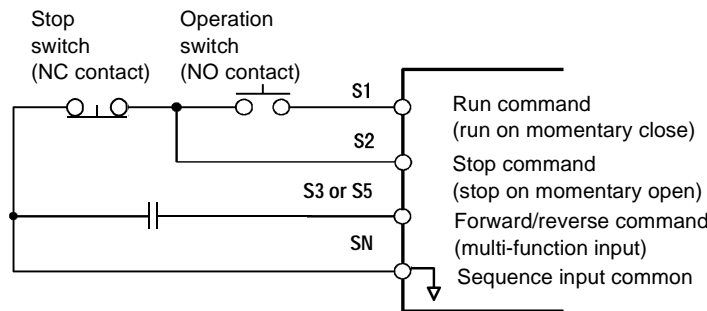 Stop
switch
(NC contact)
Operation
switch
(NO contact)
S1
Run command
(run on momentary close)
S2
Stop command
(stop on momentary open)
S3 or S5
Forward/reverse command
(multi-function input)
SN
Sequence input common